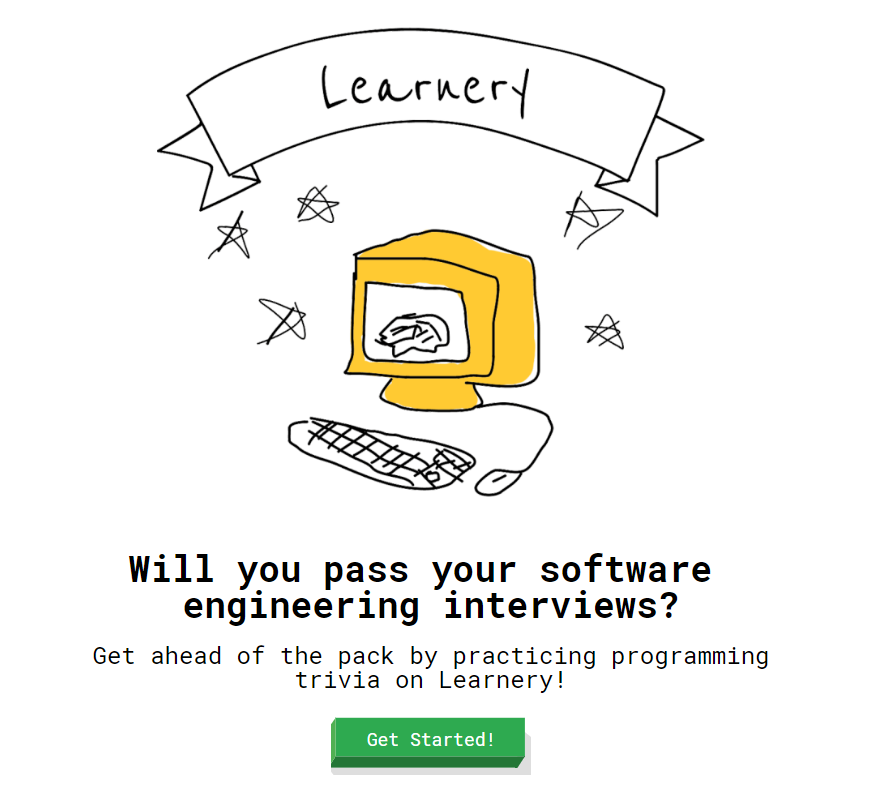 Learnery
Will you pass your software
engineering interviews?
Get ahead of the pack by practicing programming
trivia on Learnery!
Get Started!